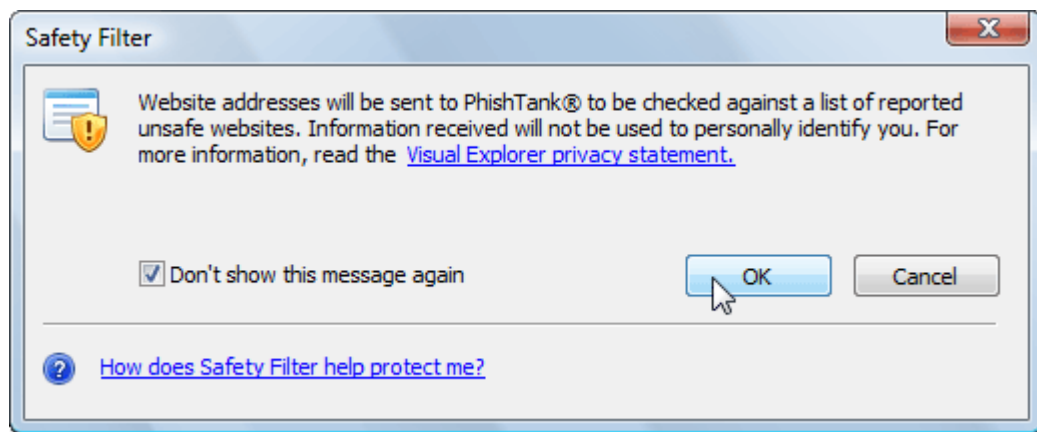 Safety Filter
Website addresses will be sent to PhishTank® to be checked against a list of reported
unsafe websites. Information received will not be used to personally identify you. For
more information, read the Visual Explorer privacy statement.
Don't show this message again
OK
Cancel
How does Safety Filter help protect me?